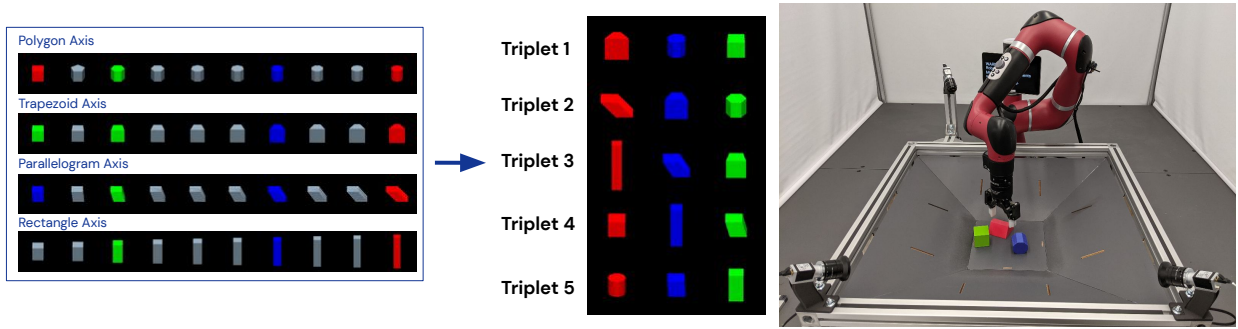 Polygon Axis
Trapezoid Axis
Parallelogram Axis
Rectangle Axis
Triplet 1
Triplet 2
Triplet 3
Triplet 4
Triplet 5